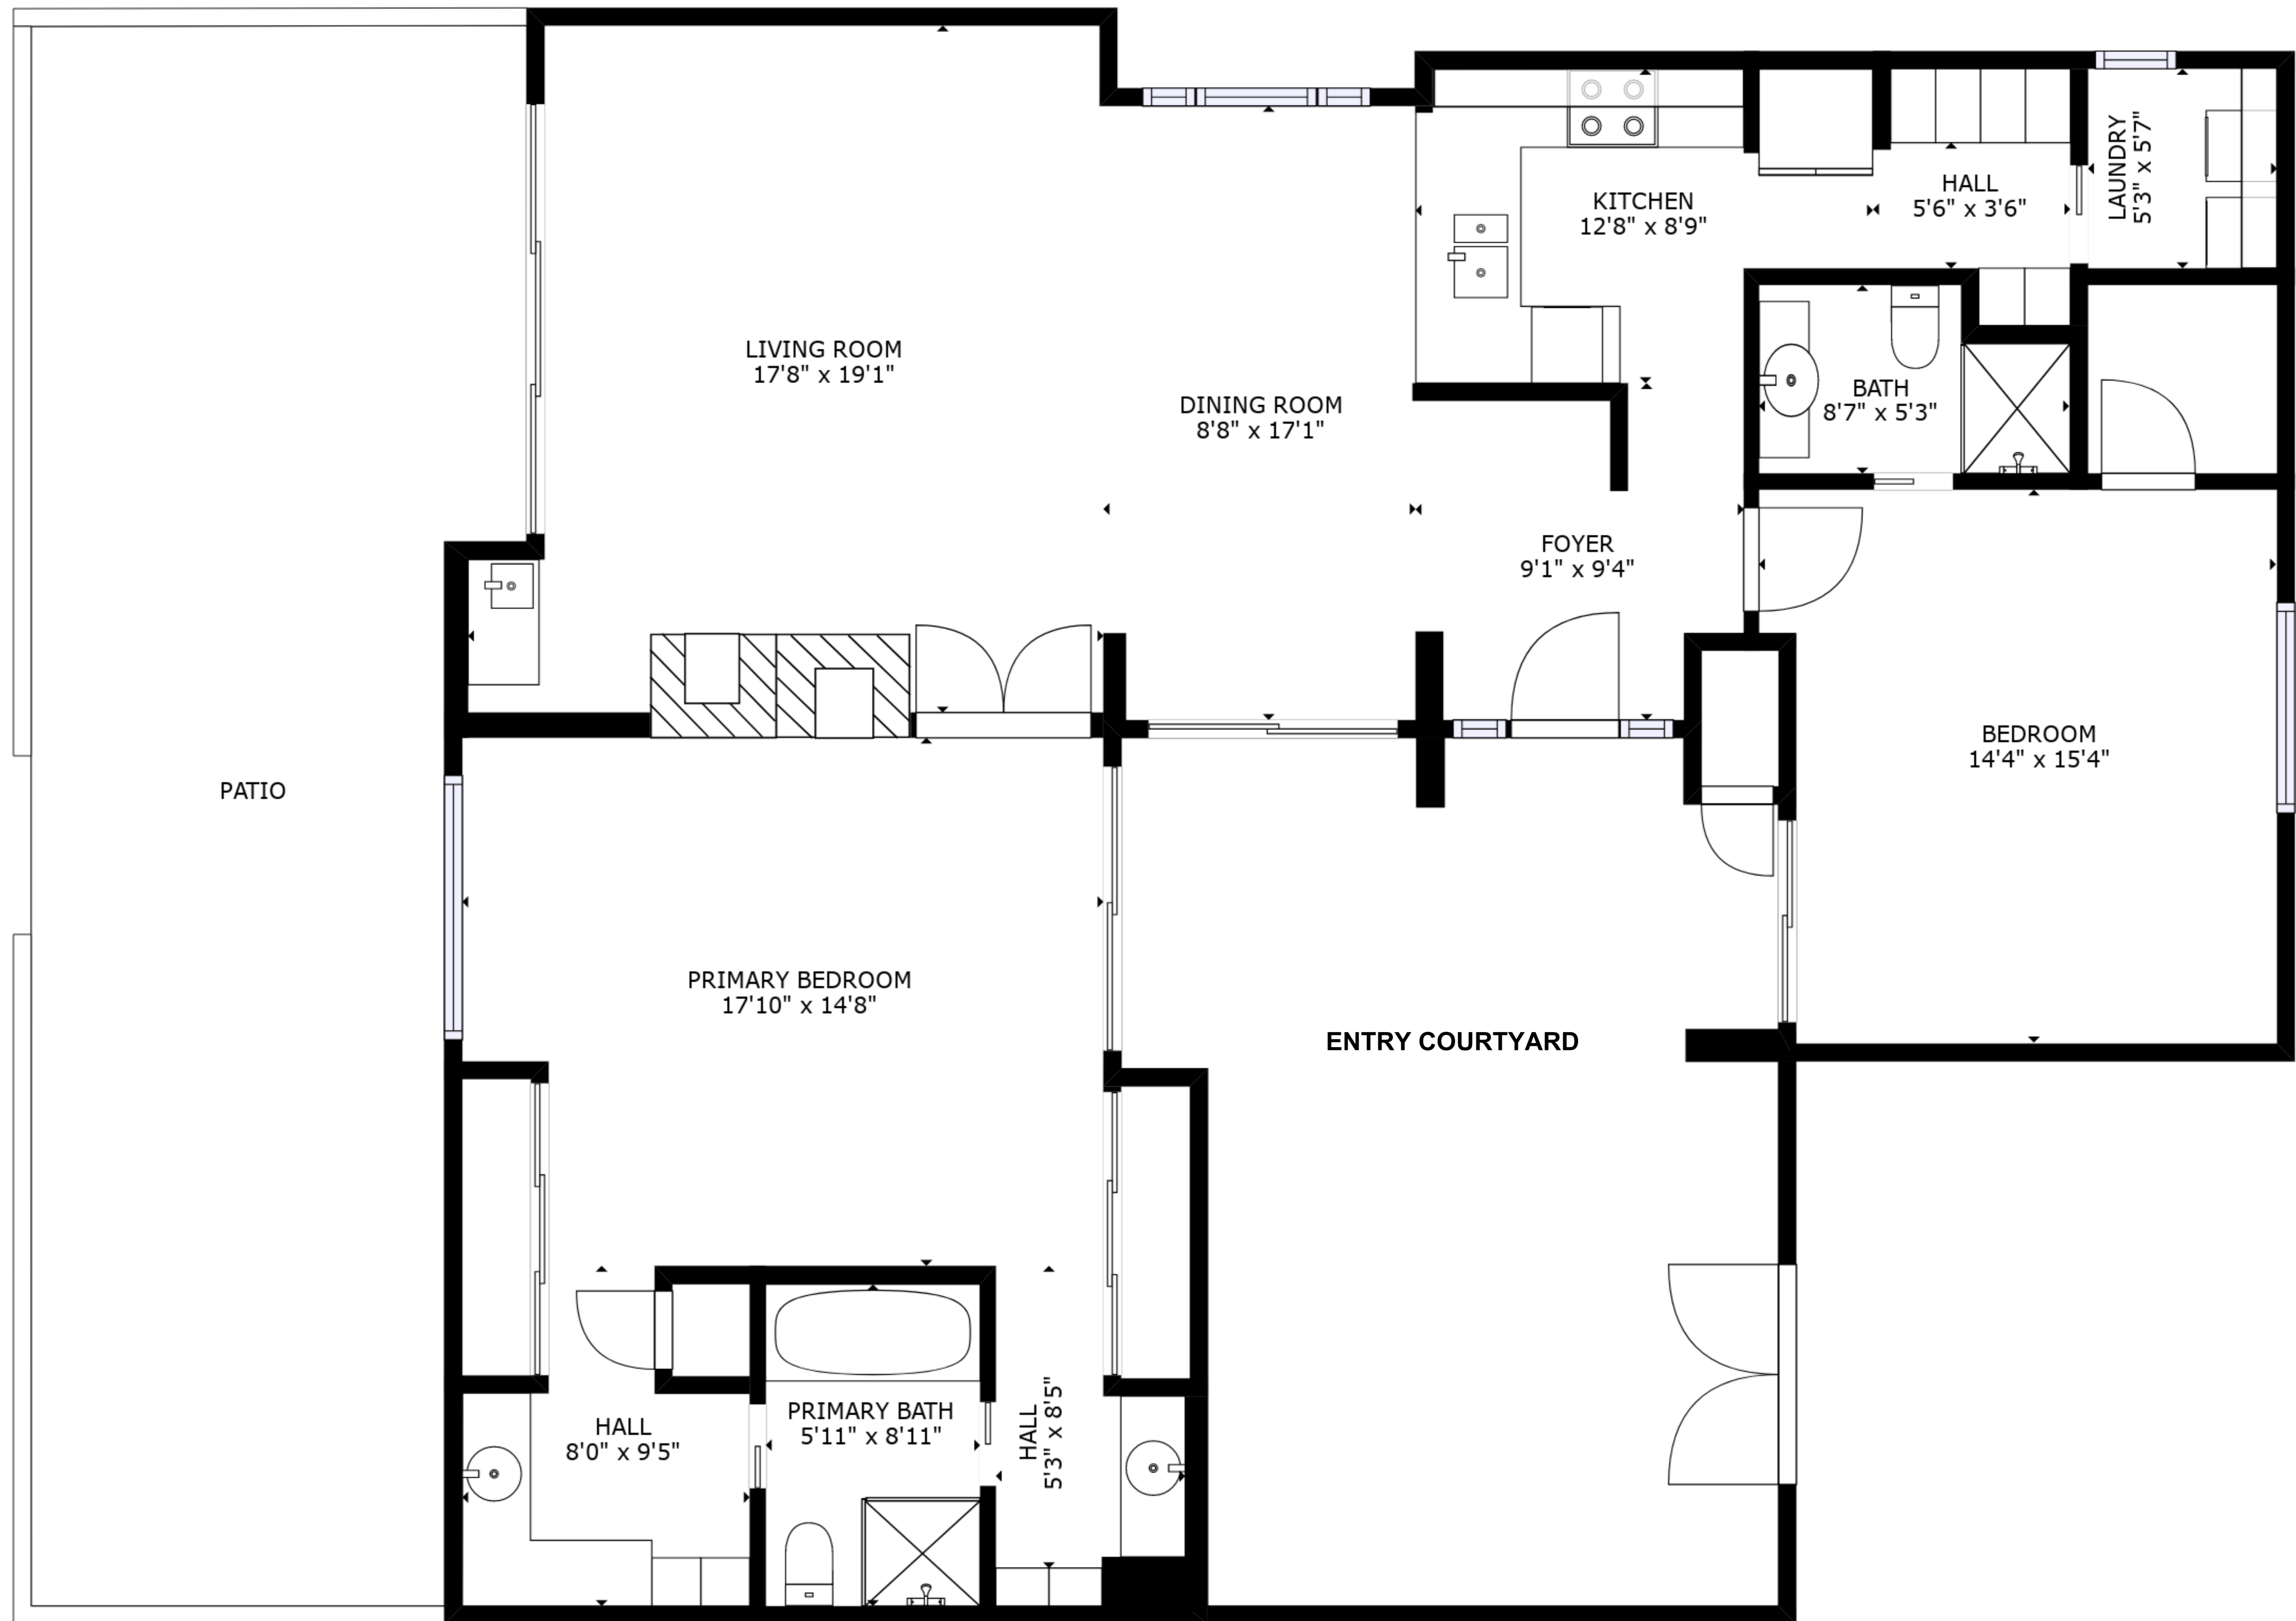 LIVING ROOM
17'8" x 19'1"
DINING ROOM
8'8" x 17'1"
KITCHEN
12'8" x 8'9"
HALL
5'6" x 3'6"
LAUNDRY
5'3" x 5'7"
BATH
8'7" x 5'3"
FOYER
9'1" x 9'4"
BEDROOM
14'4" x 15'4"
PATIO
PRIMARY BEDROOM
17'10" x 14'8"
ENTRY COURTYARD
HALL
8'0" x 9'5"
PRIMARY BATH
5'11" x 8'11"
HALL
5'3" x 8'5"